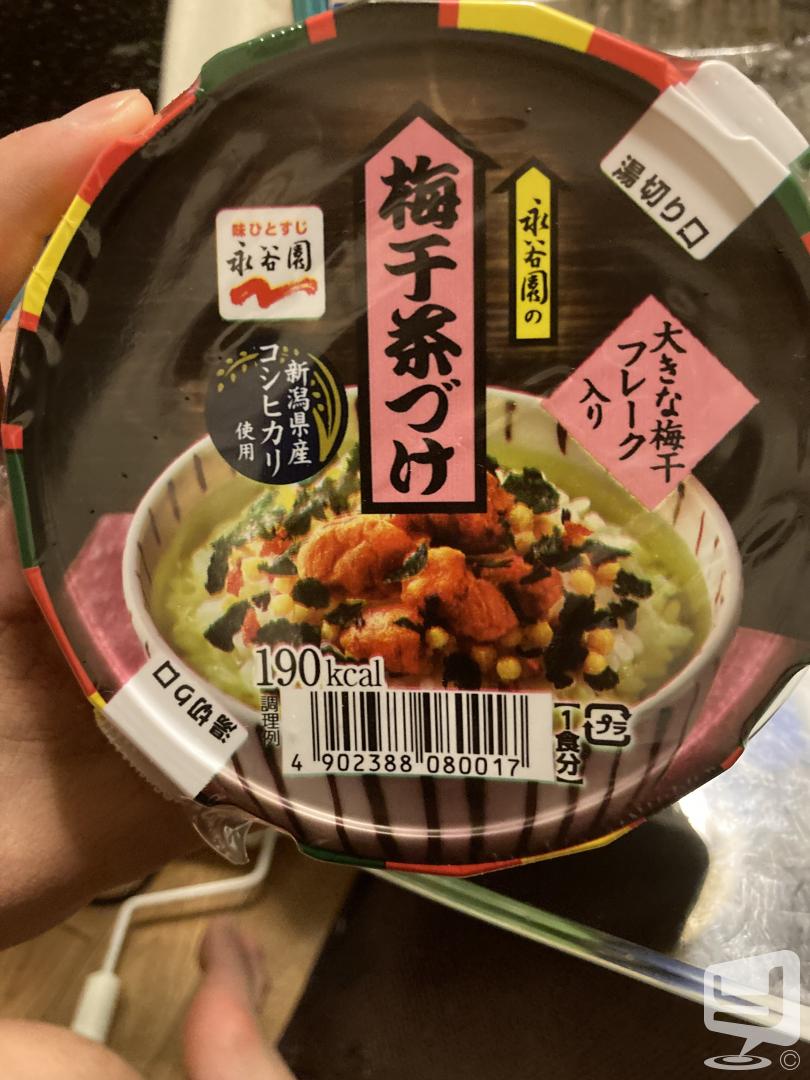 湯切り口
永谷園の
梅干茶づけ
味ひとすじ
永谷園
大きな梅干
フレーク
入り
新潟県産
コシヒカリ
使用
湯切り口
190kcal
調理例
4 902388 080017
【1食分】
プラ
©